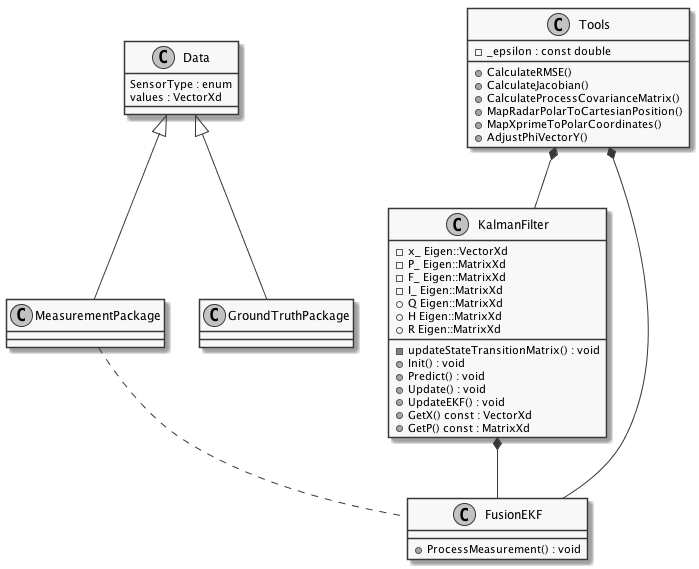 C Tools
_epsilon : const double
CalculateRMSE()
CalculateJacobian()
CalculateProcessCovarianceMatrix()
MapRadarPolarToCartesianPosition()
MapXprimeToPolarCoordinates()
AdjustPhiVectorY()
C Data
SensorType : enum
values : VectorXd
C KalmanFilter
x_ Eigen::VectorXd
P_ Eigen::MatrixXd
F_ Eigen::MatrixXd
I_ Eigen::MatrixXd
Q Eigen::MatrixXd
H Eigen::MatrixXd
R Eigen::MatrixXd
updateStateTransitionMatrix() : void
Init() : void
Predict() : void
Update() : void
UpdateEKF() : void
GetX() const : VectorXd
GetP() const : MatrixXd
C MeasurementPackage
C GroundTruthPackage
C FusionEKF
ProcessMeasurement() : void